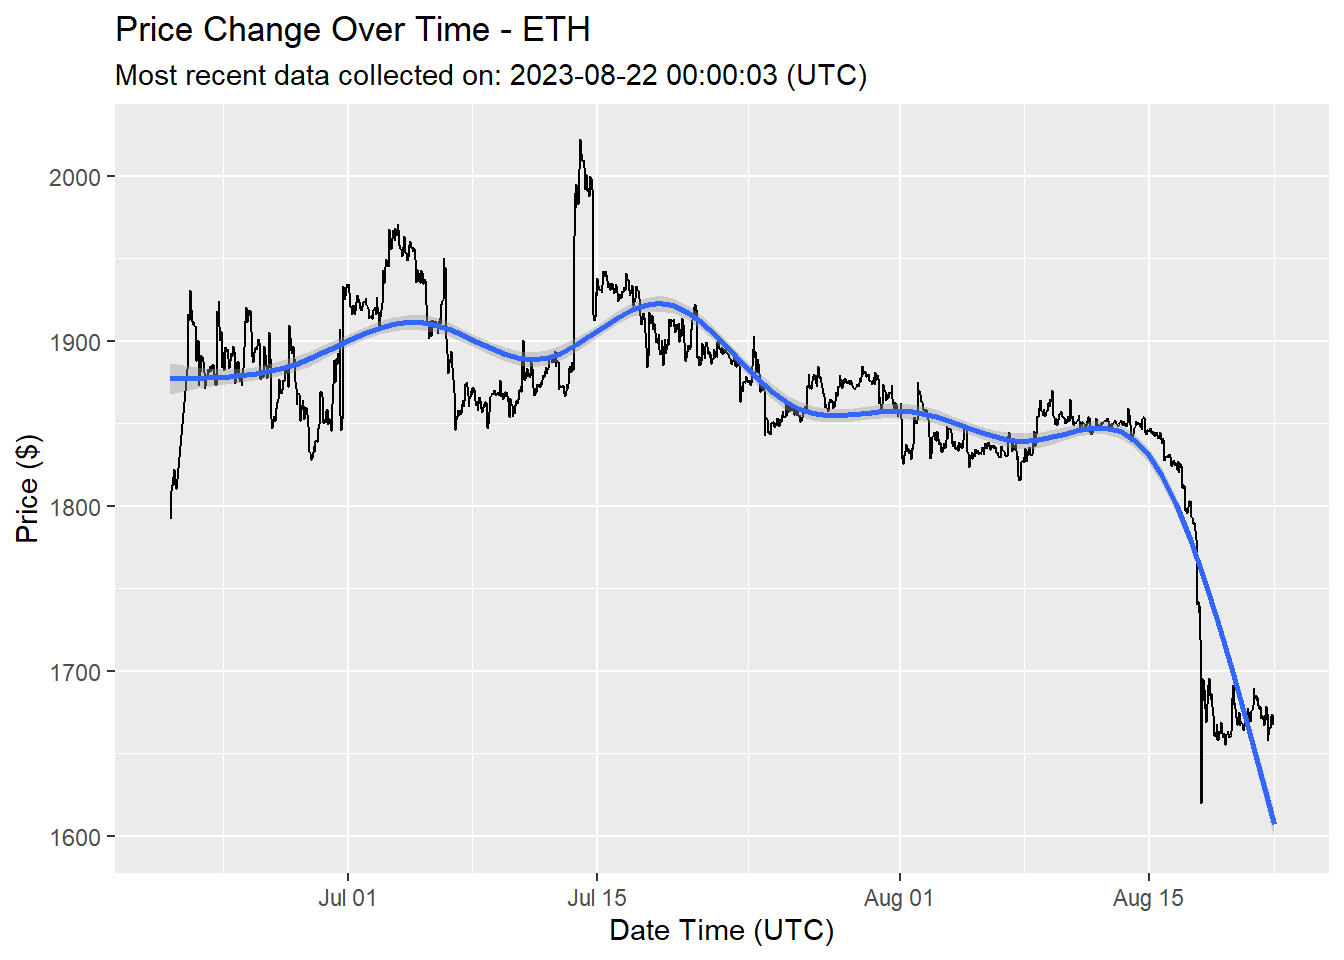 Price Change Over Time - ETH
Most recent data collected on: 2023-08-22 00:00:03 (UTC)
Price ($)
2000
1900
1800
1700
1600
Jul 01 Jul 15 Aug 01 Aug 15
Date Time (UTC)